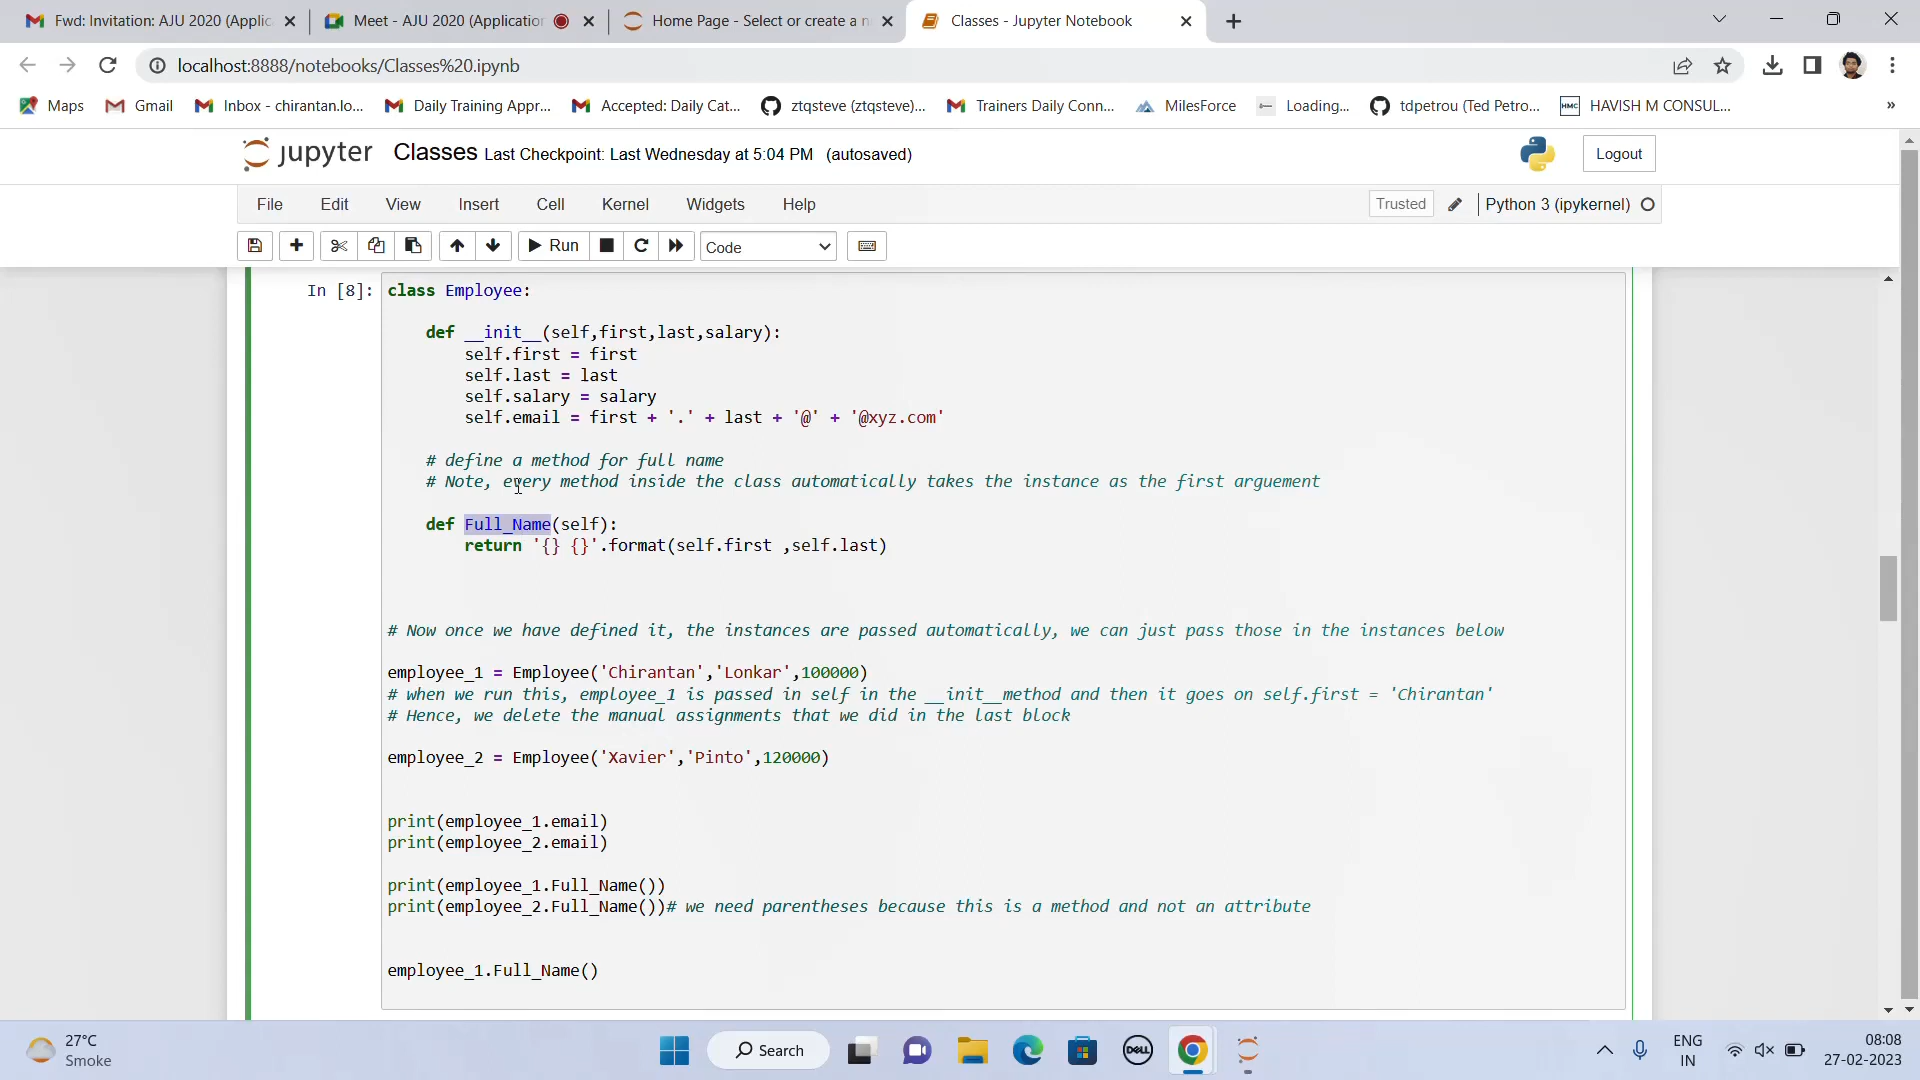 Fwd: Invitation: AJU 2020 (Applic
Meet - AJU 2020 (Application
Home Page - Select or create a n
Classes - Jupyter Notebook
localhost:8888/notebooks/Classes%20.ipynb
Maps
Gmail
Inbox - chirantan.lo...
Daily Training Appr...
Accepted: Daily Cat...
ztqsteve (ztqsteve)...
Trainers Daily Conn...
MilesForce
Loading...
tdpetrou (Ted Petro...
HMC
HAVISH M CONSUL...
»
jupyter Classes Last Checkpoint: Last Wednesday at 5:04 PM (autosaved)
Logout
File Edit View Insert Cell Kernel Widgets Help
Trusted
Python 3 (ipykernel)
Run
Code
In [8]: class Employee:
def __init__(self,first,last,salary):
self.first = first
self.last = last
self.salary = salary
self.email = first + '.' + last + '@' + '@xyz.com'
# define a method for full name
# Note, every method inside the class automatically takes the instance as the first arguement
def Full_Name(self):
return '{} {}'.format(self.first ,self.last)
# Now once we have defined it, the instances are passed automatically, we can just pass those in the instances below
employee_1 = Employee('Chirantan','Lonkar',100000)
# when we run this, employee_1 is passed in self in the __init__method and then it goes on self.first = 'Chirantan'
# Hence, we delete the manual assignments that we did in the last block
employee_2 = Employee('Xavier','Pinto',120000)
print(employee_1.email)
print(employee_2.email)
print(employee_1.Full_Name())
print(employee_2.Full_Name())# we need parentheses because this is a method and not an attribute
employee_1.Full_Name()
27°C
Smoke
Search
DELL
ENG
IN
08:08
27-02-2023